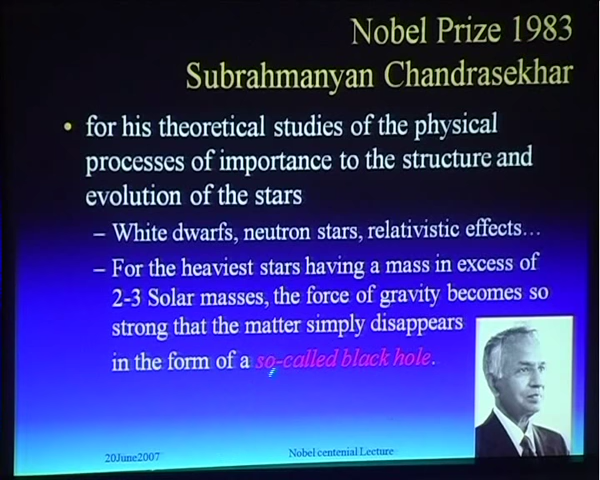 Nobel Prize 1983
Subrahmanyan Chandrasekhar
• for his theoretical studies of the physical
processes of importance to the structure and
evolution of the stars
– White dwarfs, neutron stars, relativistic effects…
– For the heaviest stars having a mass in excess of
2-3 Solar masses, the force of gravity becomes so
strong that the matter simply disappears
in the form of a so-called black hole.
20June2007
Nobel centenial Lecture